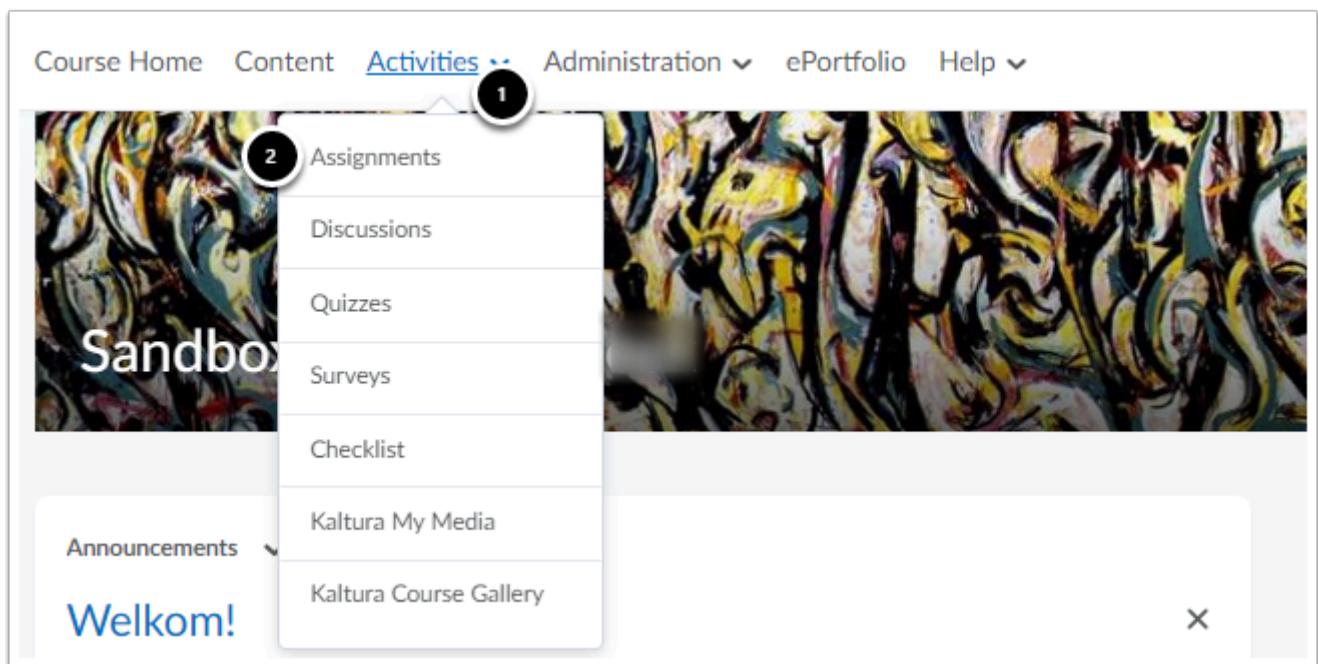 Course Home Content Activities Administration ePortfolio Help
1
2 Assignments
Discussions
Quizzes
Sandbox
Surveys
Checklist
Kaltura My Media
Announcements
Kaltura Course Gallery
Welkom!